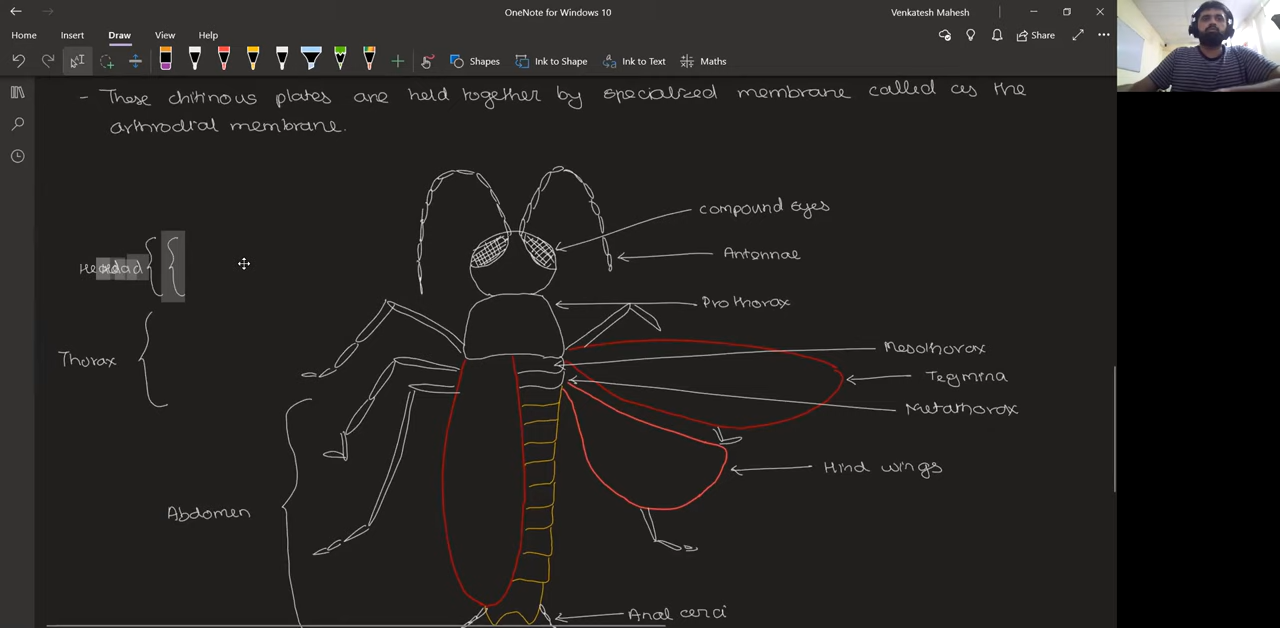 OneNote for Windows 10
Venkatesh Mahesh
Home Insert Draw View Help
Share
Shapes Ink to Shape Ink to Text Maths
- These chitinous plates are held together by specialized membrane called as the
arthrodial membrane.
compound eyes
Antennae
Prothorax
Mesothorax
Thorax
Tegmina
Metathorax
Hind wings
Abdomen
Anal cerci